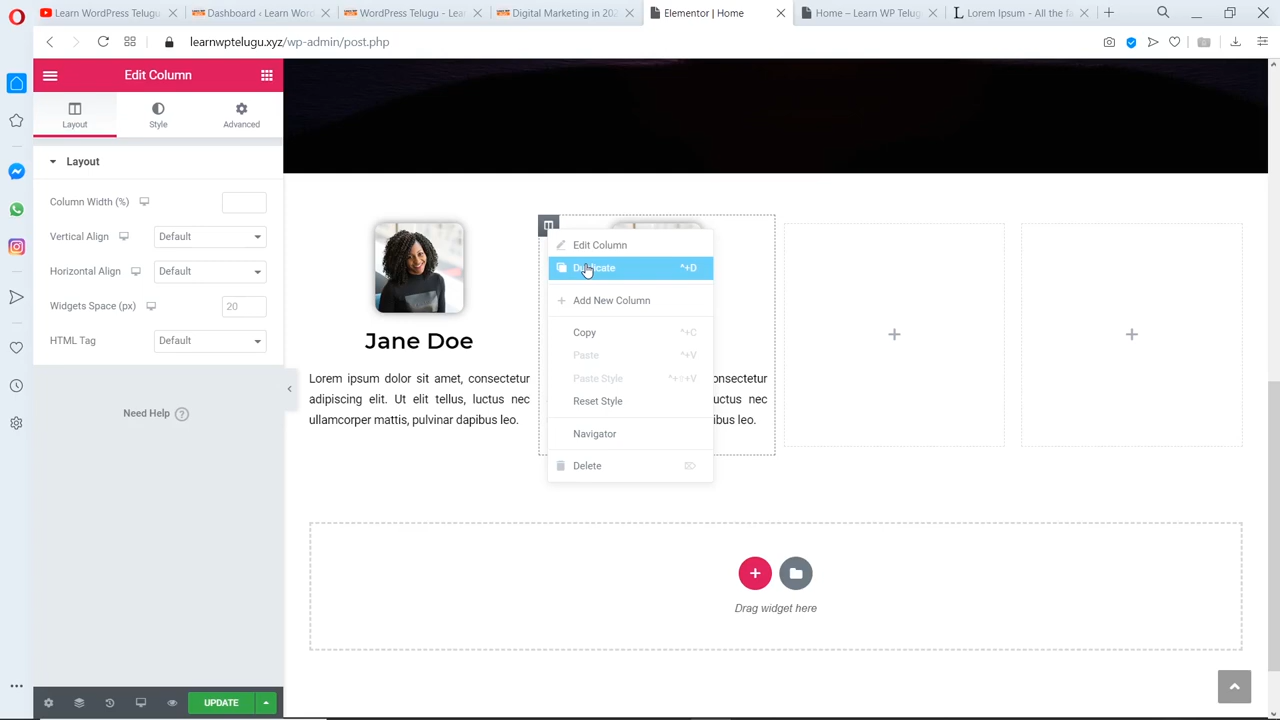 Learn WordPress
Dashboard ‹ Learn Word
WordPress Telugu – Lea
Digital Marketing in 202
Elementor | Home
Home – Learn WP Telug
Lorem Ipsum - All the fa
learnwptelugu.xyz/wp-admin/post.php
Edit Column
Layout
Style
Advanced
Layout
Column Width (%)
Vertical Align
Default
Horizontal Align
Default
Widgets Space (px)
20
HTML Tag
Default
Need Help ?
UPDATE
Jane Doe
Lorem ipsum dolor sit amet, consectetur
adipiscing elit. Ut elit tellus, luctus nec
ullamcorper mattis, pulvinar dapibus leo.
Edit Column
Duplicate ^+D
Add New Column
Copy ^+C
Paste ^+V
Paste Style
Reset Style
Navigator
Delete
onsectetur
uctus nec
ibus leo.
Drag widget here